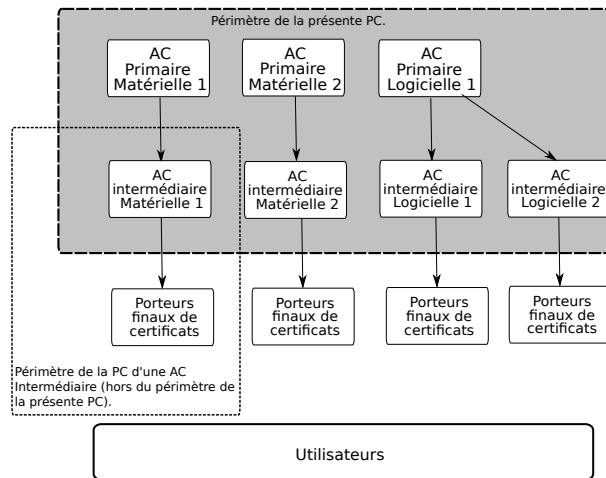 Périmètre de la présente PC.
AC
Primaire
Matérielle 1
AC
Primaire
Matérielle 2
AC
Primaire
Logicielle 1
AC
intermédiaire
Matérielle 1
AC
intermédiaire
Matérielle 2
AC
intermédiaire
Logicielle 1
AC
intermédiaire
Logicielle 2
Porteurs
finaux de
certificats
Porteurs
finaux de
certificats
Porteurs
finaux de
certificats
Porteurs
finaux de
certificats
Périmètre de la PC d'une AC
Intermédiaire (hors du périmètre de
la présente PC).
Utilisateurs